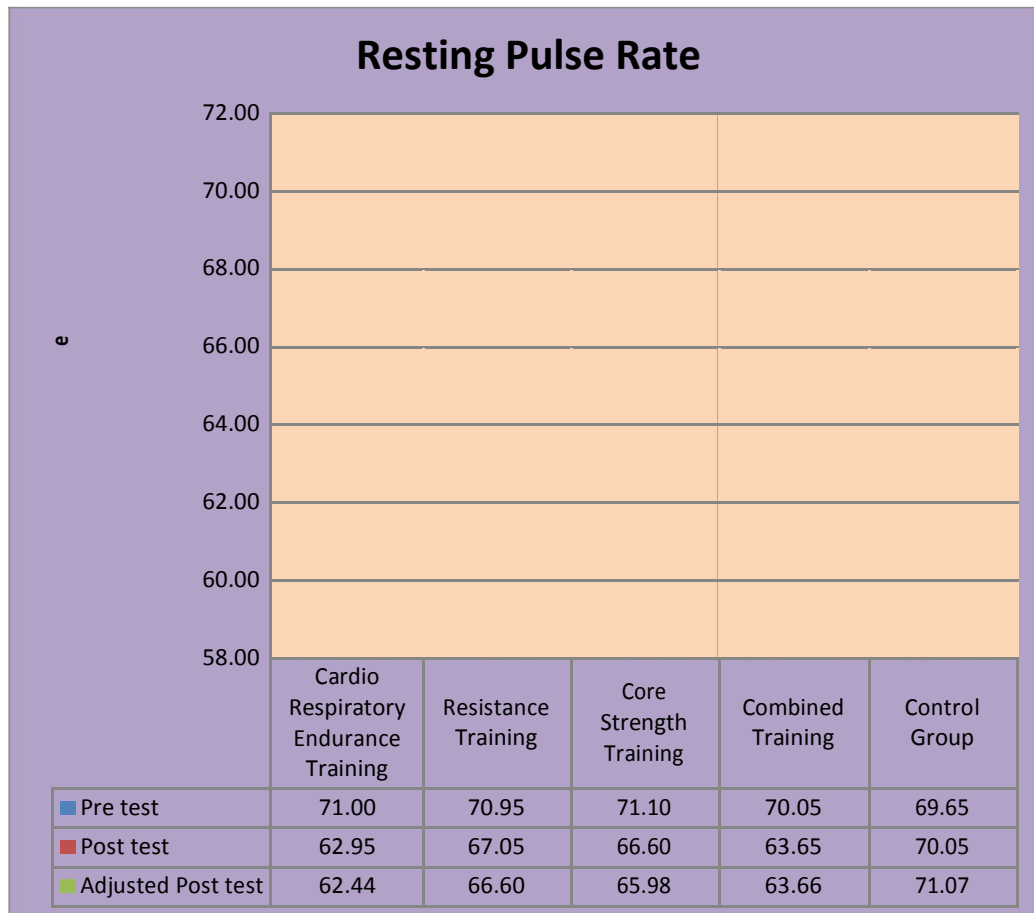 Resting Pulse Rate
72.00
70.00
68.00
66.00
e
64.00
62.00
60.00
58.00
Cardio
Respiratory
Endurance
Training
Resistance
Training
Core
Strength
Training
Combined
Training
Control
Group
Pre test 71.00 70.95 71.10 70.05 69.65
Post test 62.95 67.05 66.60 63.65 70.05
Adjusted Post test 62.44 66.60 65.98 63.66 71.07